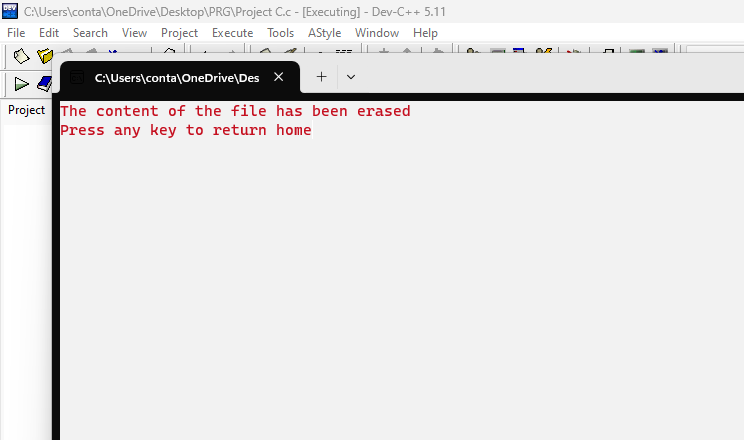 C:\Users\conta\OneDrive\Desktop\PRG\Project C.c - [Executing] - Dev-C++ 5.11
File Edit Search View Project Execute Tools AStyle Window Help
C:\Users\conta\OneDrive\Des
Project
The content of the file has been erased
Press any key to return home